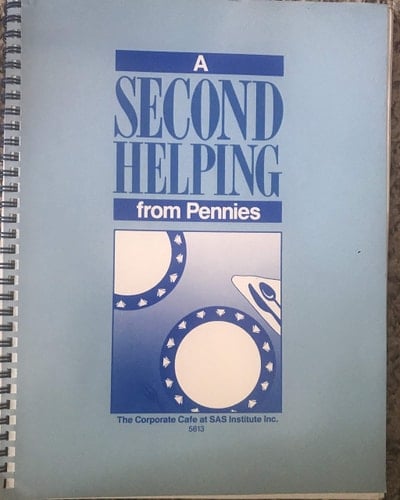 A
SECOND
HELPING
from Pennies
The Corporate Cafe at SAS Institute Inc.
5613